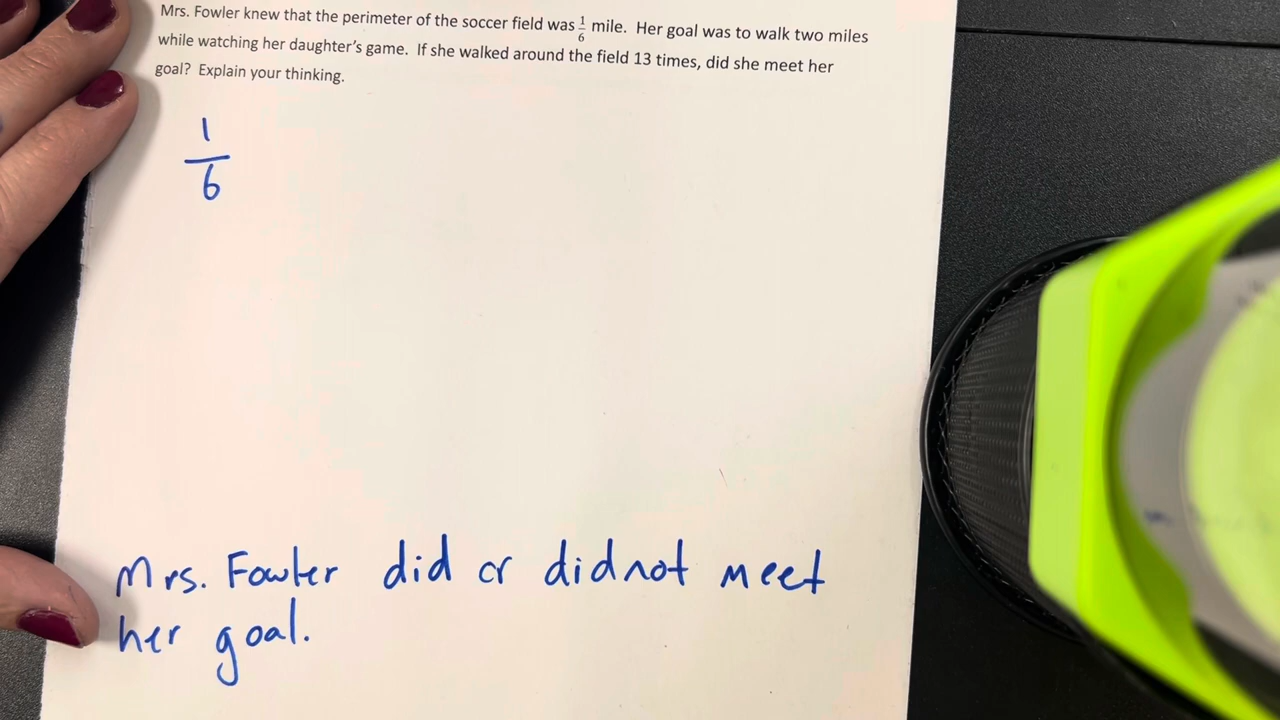 Mrs. Fowler knew that the perimeter of the soccer field was 1/6 mile. Her goal was to walk two miles
while watching her daughter's game. If she walked around the field 13 times, did she meet her
goal? Explain your thinking.
1
6
Mrs. Fowler did or didnot meet
her goal.